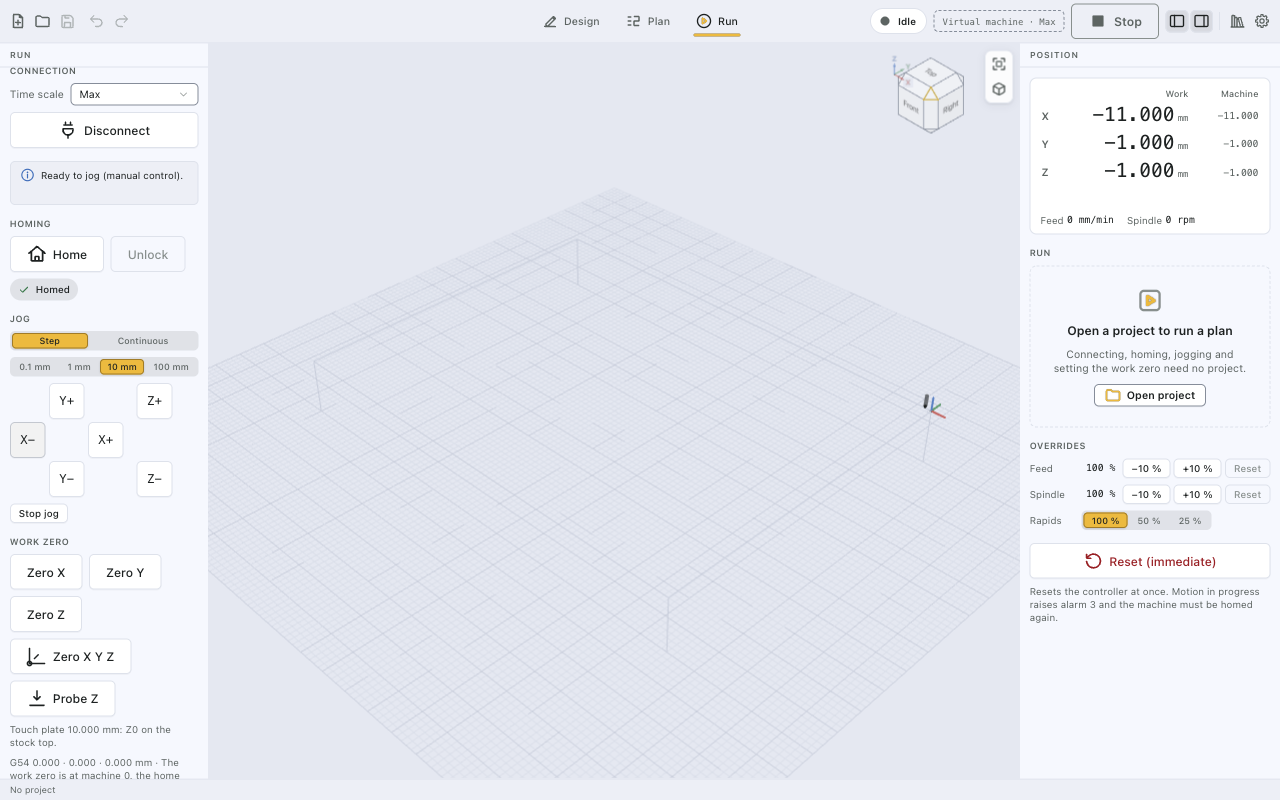 Design
Plan
Run
Idle
Virtual machine · Max
Stop
RUN
CONNECTION
Time scale
Max
Disconnect
Ready to jog (manual control).
HOMING
Home
Unlock
Homed
JOG
Step
Continuous
0.1 mm
1 mm
10 mm
100 mm
Y+
Z+
X−
X+
Y−
Z−
Stop jog
WORK ZERO
Zero X
Zero Y
Zero Z
Zero X Y Z
Probe Z
Touch plate 10.000 mm: Z0 on the
stock top.
G54 0.000 · 0.000 · 0.000 mm · The
work zero is at machine 0, the home
No project
Z
Top
Front
Right
POSITION
Work
Machine
X
−11.000 mm
−11.000
Y
−1.000 mm
−1.000
Z
−1.000 mm
−1.000
Feed 0 mm/min
Spindle 0 rpm
RUN
Open a project to run a plan
Connecting, homing, jogging and
setting the work zero need no project.
Open project
OVERRIDES
Feed
100 %
−10 %
+10 %
Reset
Spindle
100 %
−10 %
+10 %
Reset
Rapids
100 %
50 %
25 %
Reset (immediate)
Resets the controller at once. Motion in progress
raises alarm 3 and the machine must be homed
again.